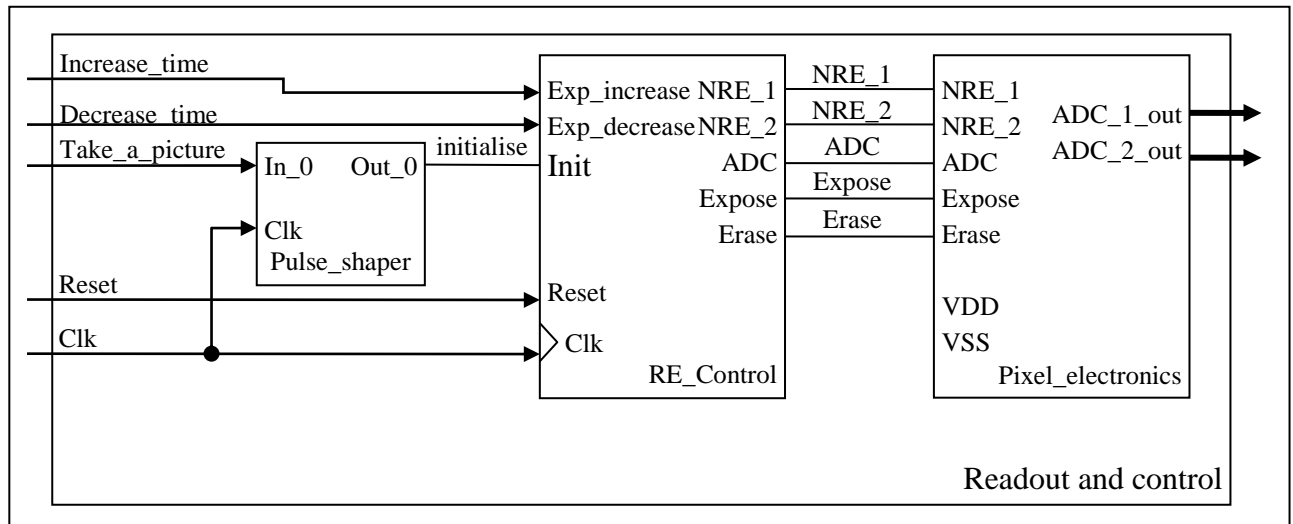 Increase_time
Decrease_time
Take_a_picture
Reset
Clk
In_0 Out_0
Clk
Pulse_shaper
initialise
Exp_increase NRE_1
Exp_decrease NRE_2
Init ADC
Expose
Erase
Reset
Clk
RE_Control
NRE_1
NRE_2
ADC
Expose
Erase
NRE_1
NRE_2
ADC
Expose
Erase
VDD
VSS
ADC_1_out
ADC_2_out
Pixel_electronics
Readout and control